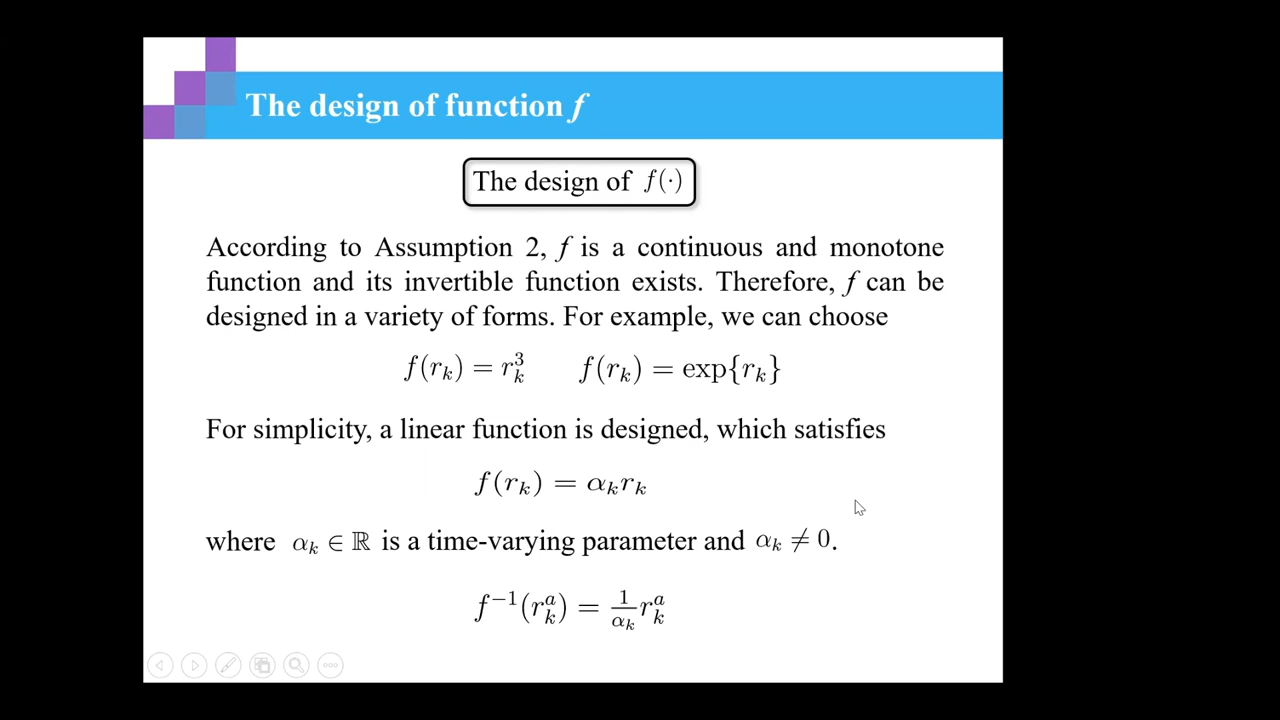 The design of function f
The design of f(·)
According to Assumption 2, f is a continuous and monotone
function and its invertible function exists. Therefore, f can be
designed in a variety of forms. For example, we can choose
f(r_k) = r_k^3    f(r_k) = exp{r_k}
For simplicity, a linear function is designed, which satisfies
f(r_k) = α_k r_k
where α_k ∈ ℝ is a time-varying parameter and α_k ≠ 0.
f^{-1}(r_k^a) = \frac{1}{α_k} r_k^a